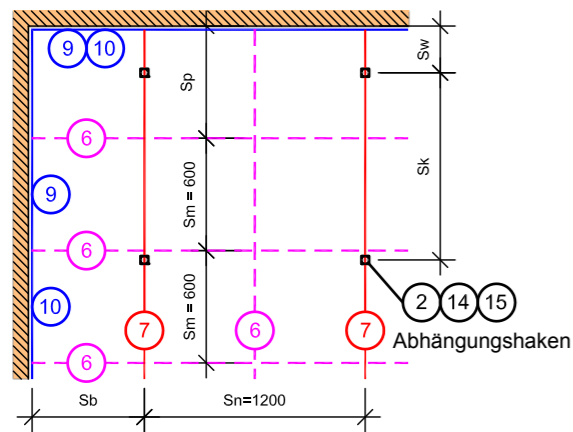 9 10
Sp
Sw
6
Sk
9
Sm = 600
6
10
Sm = 600
2 14 15
7 6 7
Abhängungshaken
6
Sb
Sn=1200